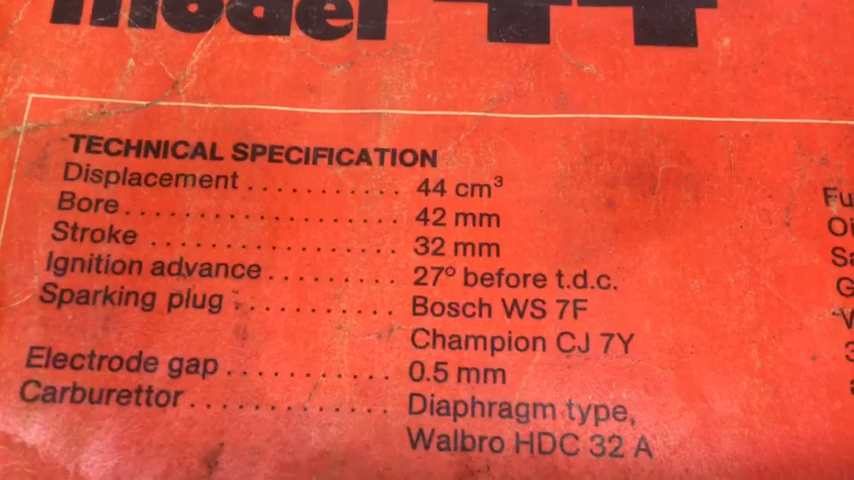 model 44
TECHNICAL SPECIFICATION
Displacement . . . . . . . . . . . 44 cm³
Bore . . . . . . . . . . . . . . . . . . . . 42 mm
Stroke . . . . . . . . . . . . . . . . . . 32 mm
Ignition advance . . . . . . . . . 27° before t.d.c.
Sparking plug . . . . . . . . . . . . Bosch WS 7F
Champion CJ 7Y
Electrode gap . . . . . . . . . . . . 0.5 mm
Carburettor . . . . . . . . . . . . . . Diaphragm type,
Walbro HDC 32 A